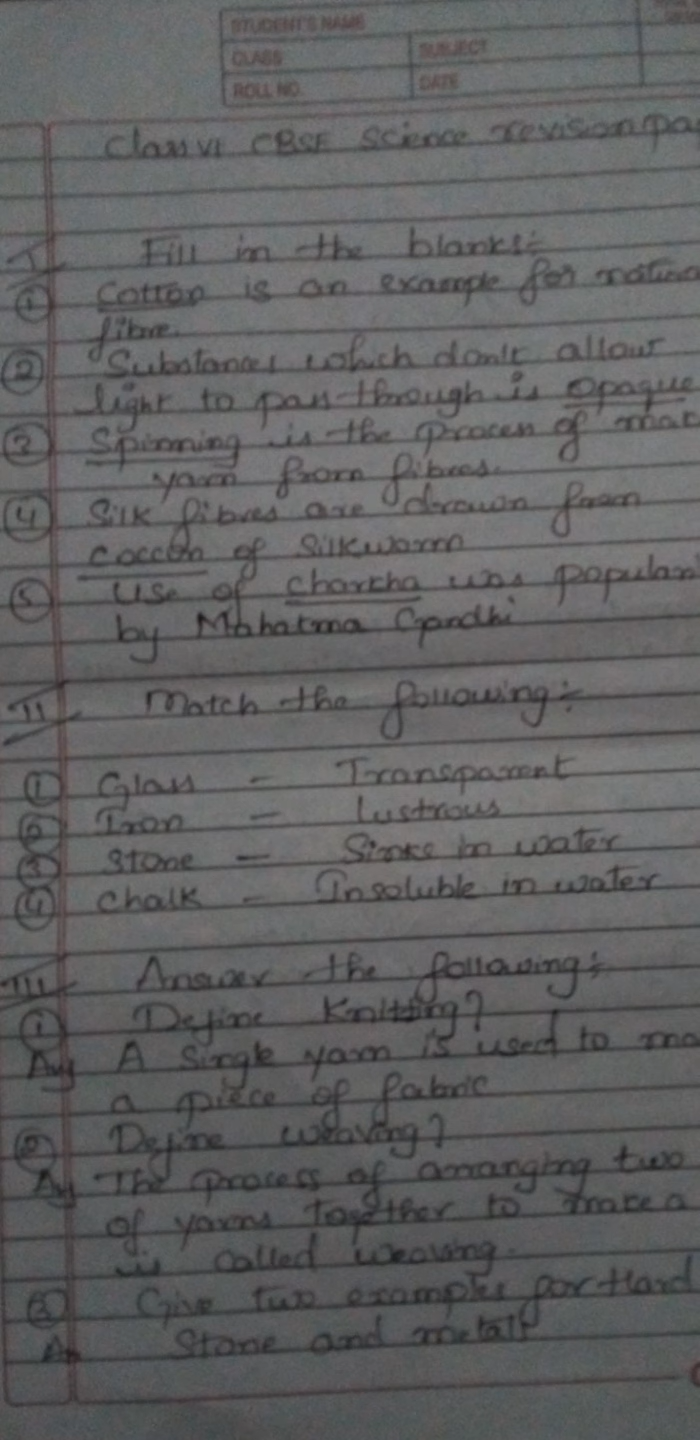 STUDENT'S NAME
CLASS SUBJECT
ROLL NO. DATE
Class VI CBSE Science revision pa
I Fill in the blanks:-
① Cotton is an example for natura
fibre.
② Substances which don't allow
light to pass through is opaque
③ Spinning is the process of mak
yarn from fibres.
④ Silk fibres are drawn from
cocoon of silkworm
⑤ Use of charkha was popular
by Mahatma Gandhi
II Match the following:-
① Glass - Transparent
② Iron - lustrous
③ Stone - Sinks in water
④ Chalk - Insoluble in water
III Answer the following:-
① Define Knitting?
Ans A single yarn is used to ma
a piece of fabric
② Define weaving?
Ans The process of arranging two
of yarns together to make a
is called weaving.
③ Give two examples for Hard
An Stone and metal